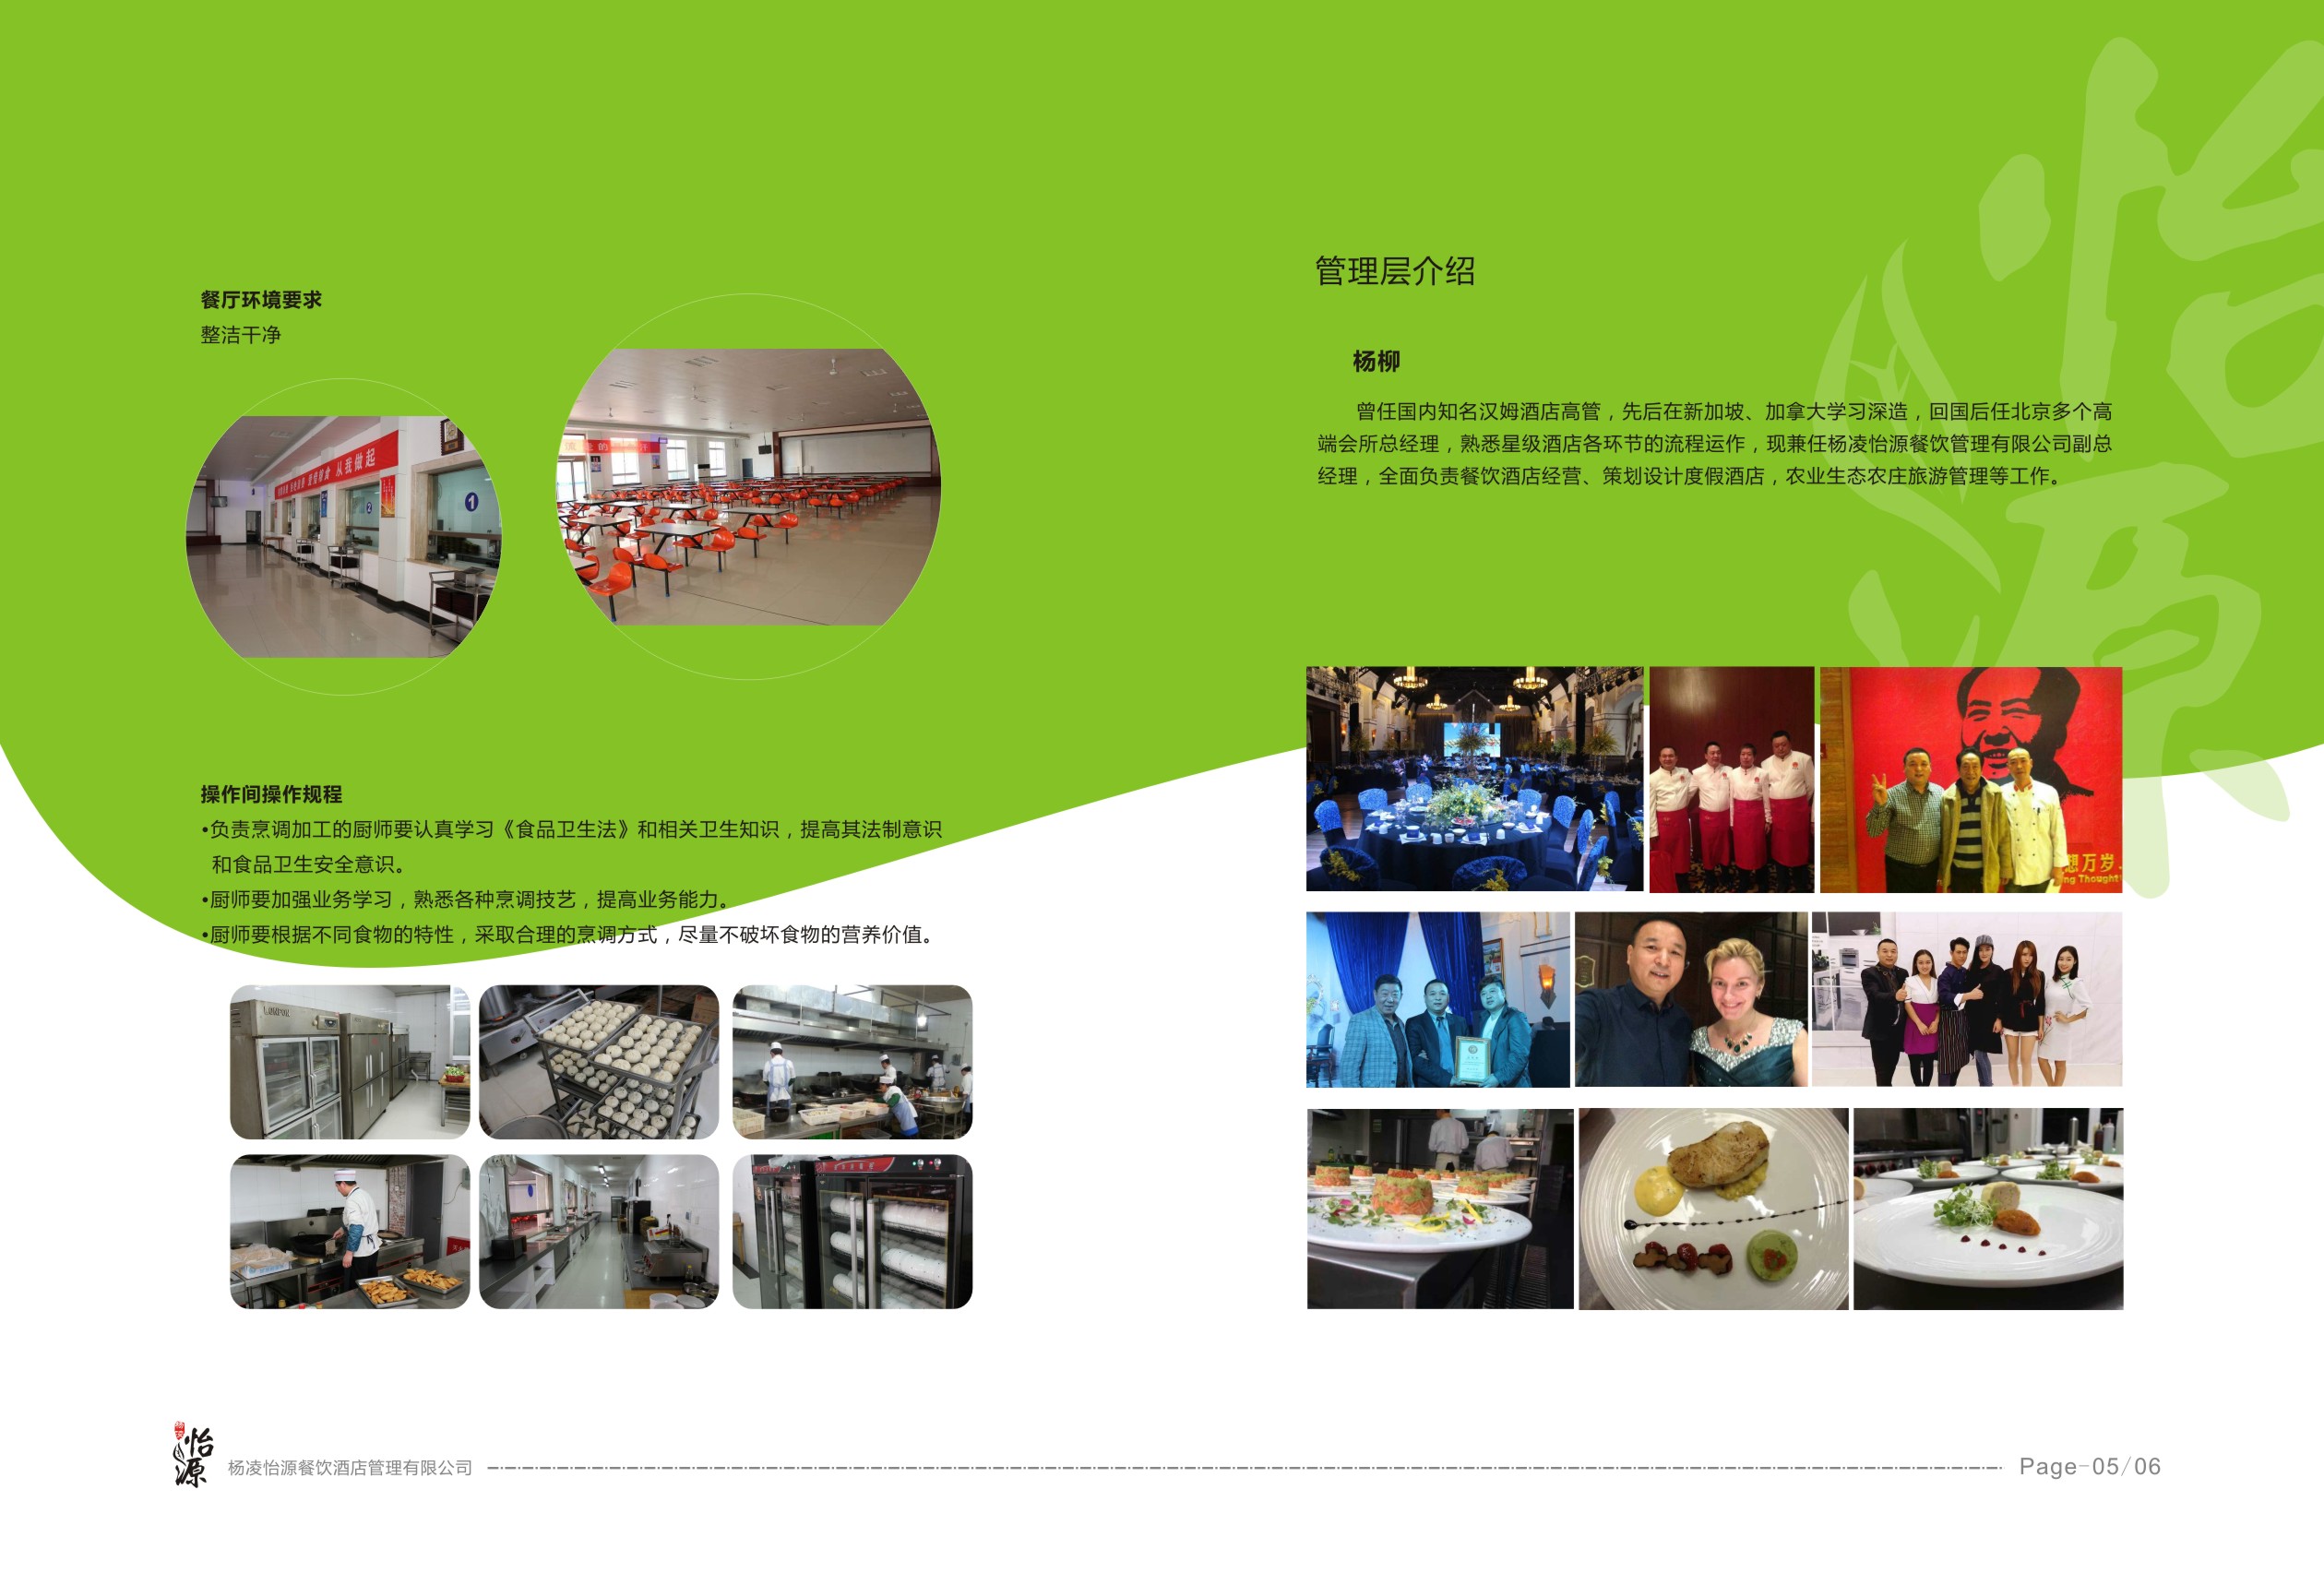 餐厅环境要求
整洁干净
从我做起
2
1
操作间操作规程
•负责烹调加工的厨师要认真学习《食品卫生法》和相关卫生知识，提高其法制意识
和食品卫生安全意识。
•厨师要加强业务学习，熟悉各种烹调技艺，提高业务能力。
•厨师要根据不同食物的特性，采取合理的烹调方式，尽量不破坏食物的营养价值。
管理层介绍
杨柳
曾任国内知名汉姆酒店高管，先后在新加坡、加拿大学习深造，回国后任北京多个高
端会所总经理，熟悉星级酒店各环节的流程运作，现兼任杨凌怡源餐饮管理有限公司副总
经理，全面负责餐饮酒店经营、策划设计度假酒店，农业生态农庄旅游管理等工作。
怡源
想万岁
ng Thought
怡源
杨凌怡源餐饮酒店管理有限公司
Page-05/06